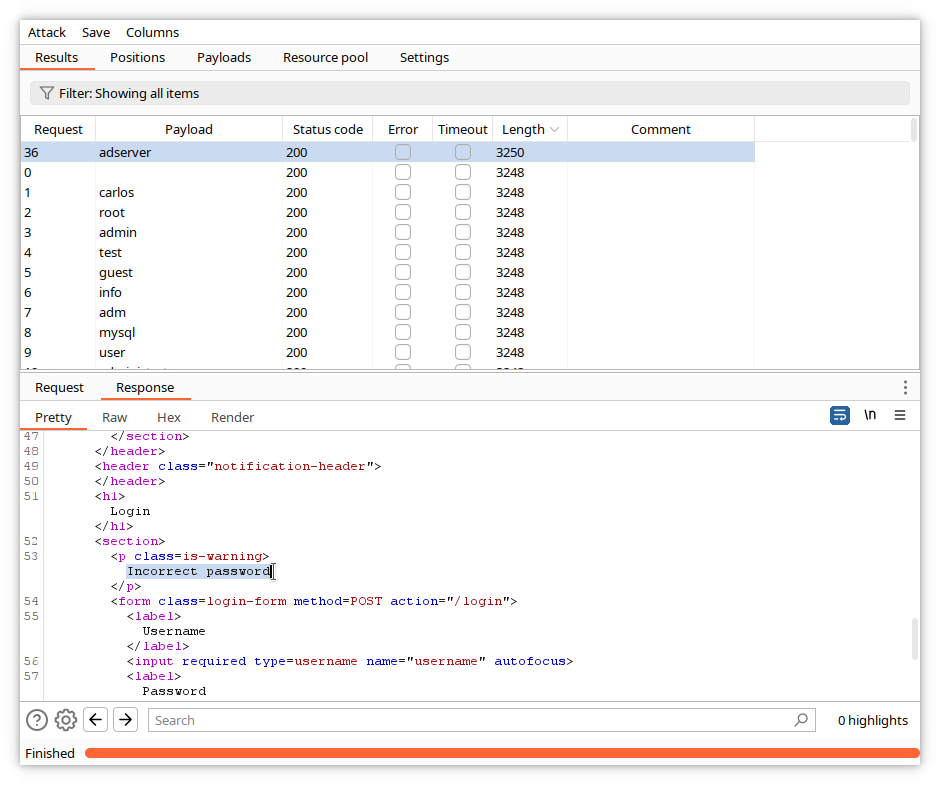 Attack Save Columns
Results Positions Payloads Resource pool Settings
Filter: Showing all items
Request Payload Status code Error Timeout Length Comment
36 adserver 200 3250
0 200 3248
1 carlos 200 3248
2 root 200 3248
3 admin 200 3248
4 test 200 3248
5 guest 200 3248
6 info 200 3248
7 adm 200 3248
8 mysql 200 3248
9 user 200 3248
Request Response
Pretty Raw Hex Render \n
47 </section>
48 </header>
49 <header class="notification-header">
50 </header>
51 <h1>
Login
</h1>
52 <section>
53 <p class=is-warning>
Incorrect password
</p>
54 <form class=login-form method=POST action="/login">
55 <label>
Username
</label>
56 <input required type=username name="username" autofocus>
57 <label>
Password
? Search 0 highlights
Finished